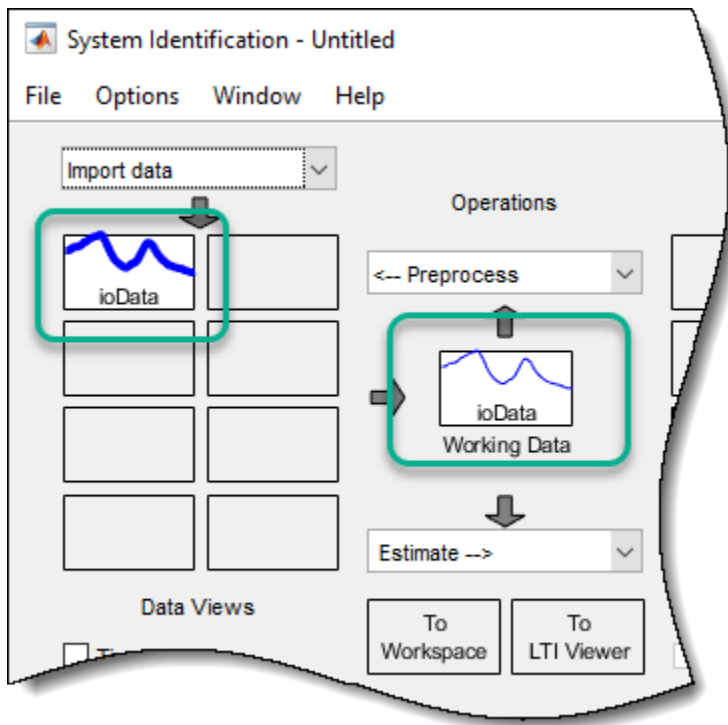 System Identification - Untitled
File Options Window Help
Import data
Operations
ioData
<-- Preprocess
ioData
Working Data
Estimate -->
Data Views
To
Workspace
To
LTI Viewer